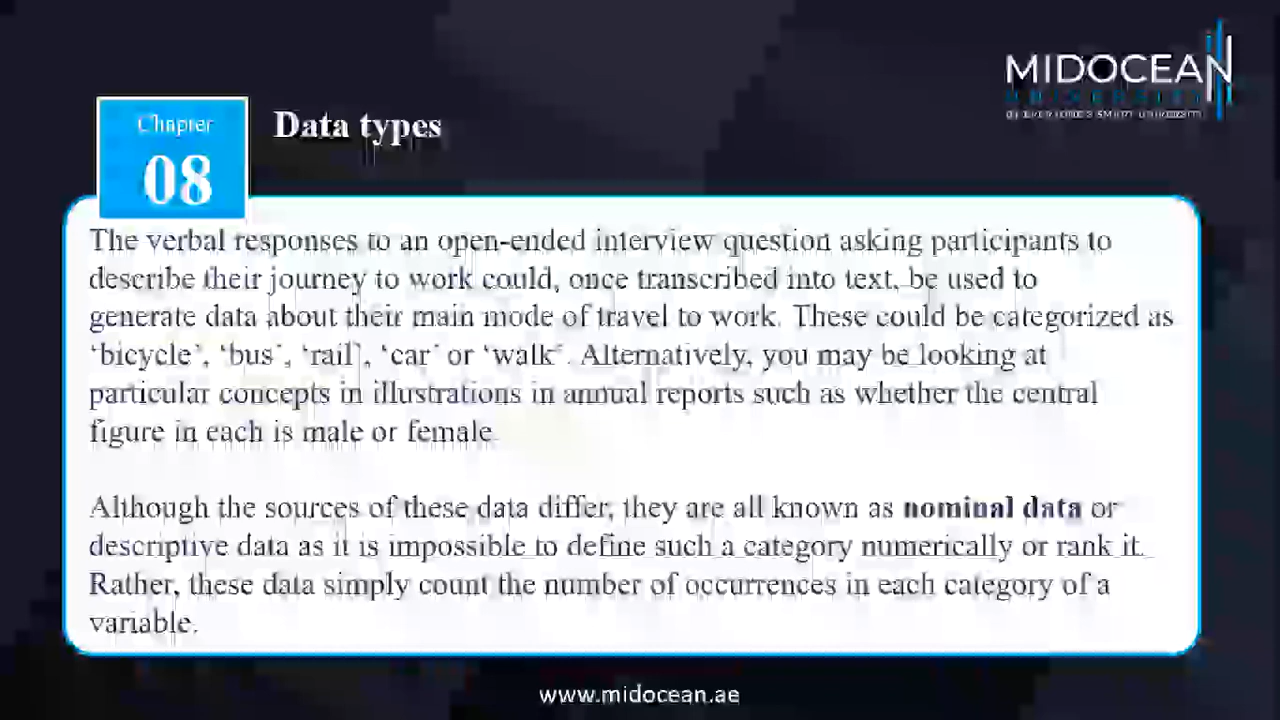 MIDOCEAN
UNIVERSITY
Chapter
08
Data types
The verbal responses to an open-ended interview question asking participants to
describe their journey to work could, once transcribed into text, be used to
generate data about their main mode of travel to work. These could be categorized as
‘bicycle’, ‘bus’, ‘rail’, ‘car’ or ‘walk’. Alternatively, you may be looking at
particular concepts in illustrations in annual reports such as whether the central
figure in each is male or female.
Although the sources of these data differ, they are all known as nominal data or
descriptive data as it is impossible to define such a category numerically or rank it.
Rather, these data simply count the number of occurrences in each category of a
variable.
www.midocean.ae